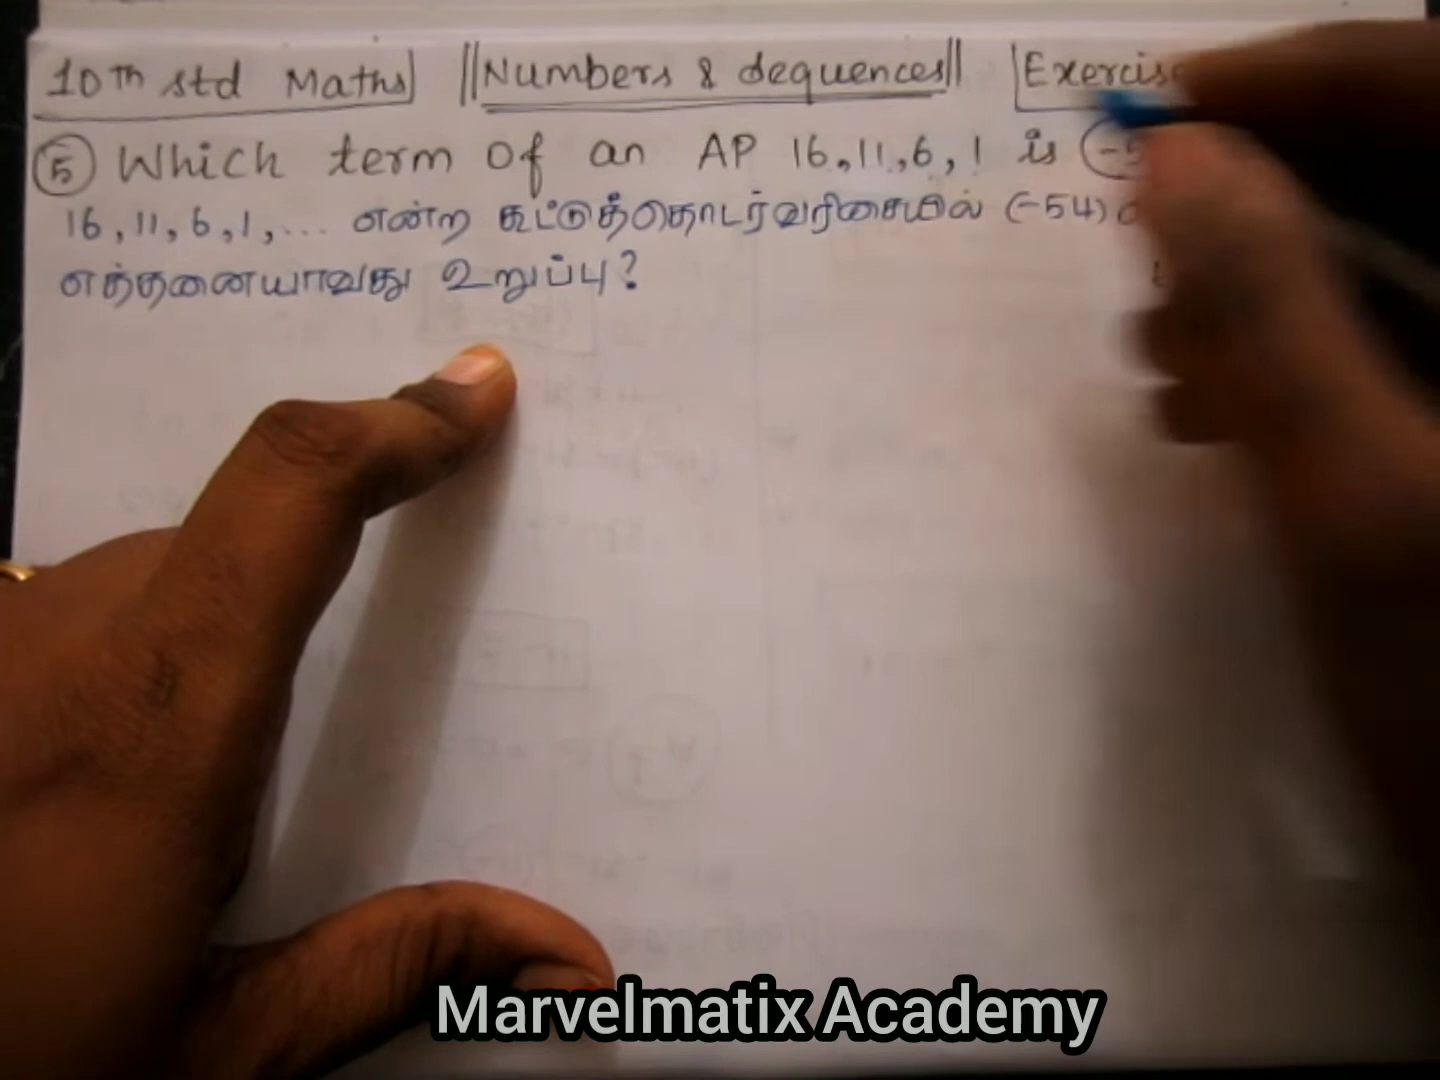 10th std Maths || Numbers & Sequences || Exercise
⑤ Which term of an AP 16, 11, 6, 1 is
16, 11, 6, 1, ... என்ற கூட்டுத்தொடர்வரிசையில் (-54)
எத்தனையாவது உறுப்பு?
Marvelmatix Academy